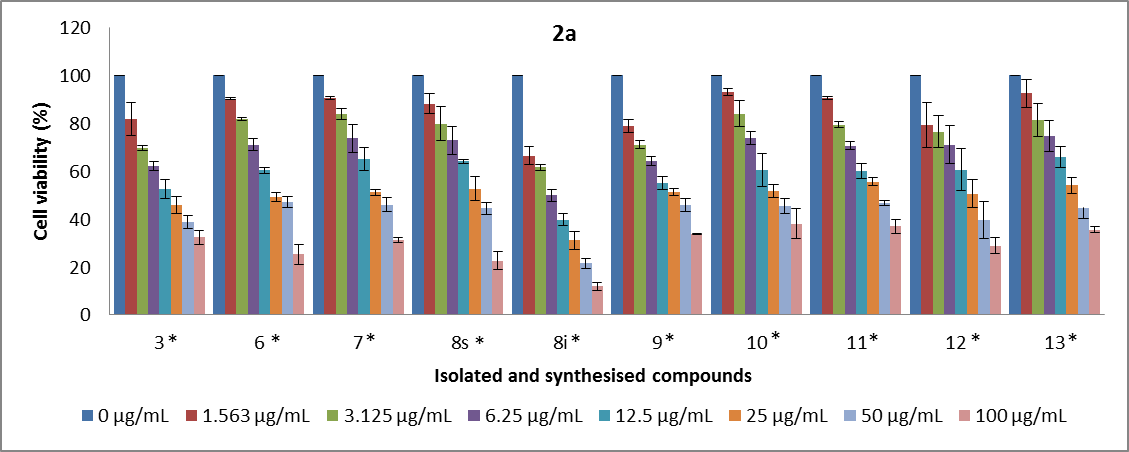 2a
120
100
80
60
40
20
0
Cell viability (%)
3 * 6 * 7 * 8s * 8i * 9 * 10 * 11 * 12 * 13 *
Isolated and synthesised compounds
0 µg/mL 1.563 µg/mL 3.125 µg/mL 6.25 µg/mL 12.5 µg/mL 25 µg/mL 50 µg/mL 100 µg/mL